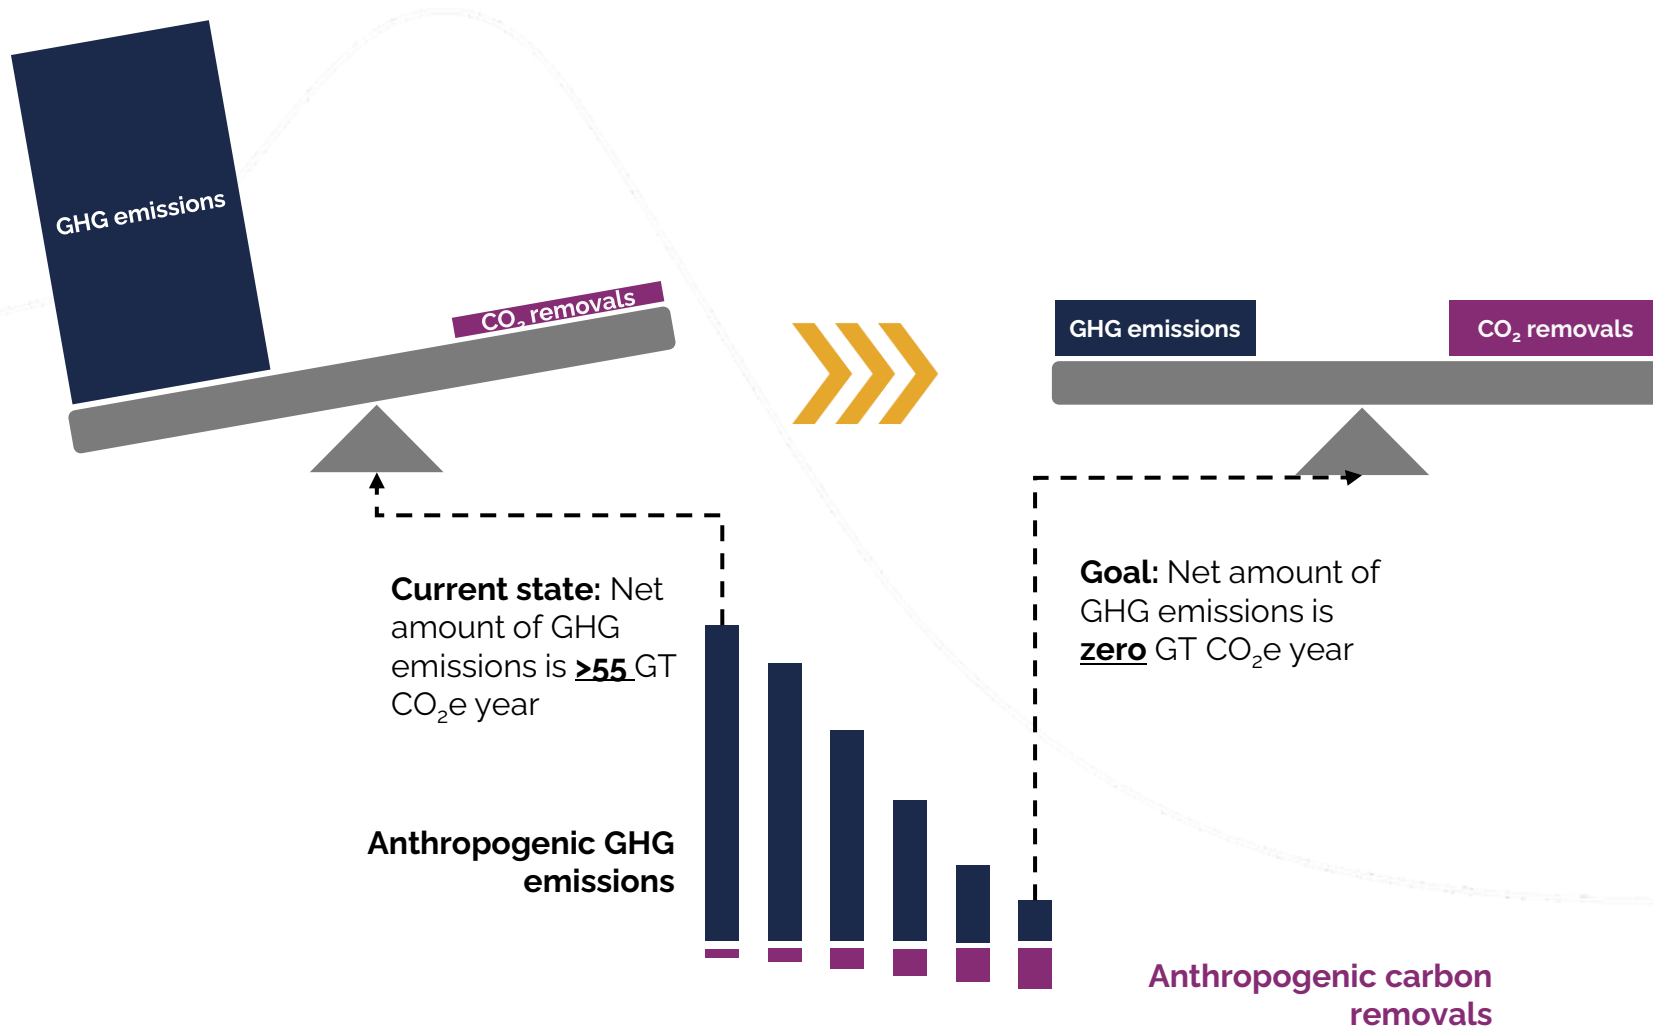 GHG emissions
CO₂ removals
GHG emissions
CO₂ removals
Current state: Net
amount of GHG
emissions is >55 GT
CO₂e year
Goal: Net amount of
GHG emissions is
zero GT CO₂e year
Anthropogenic GHG
emissions
Anthropogenic carbon
removals